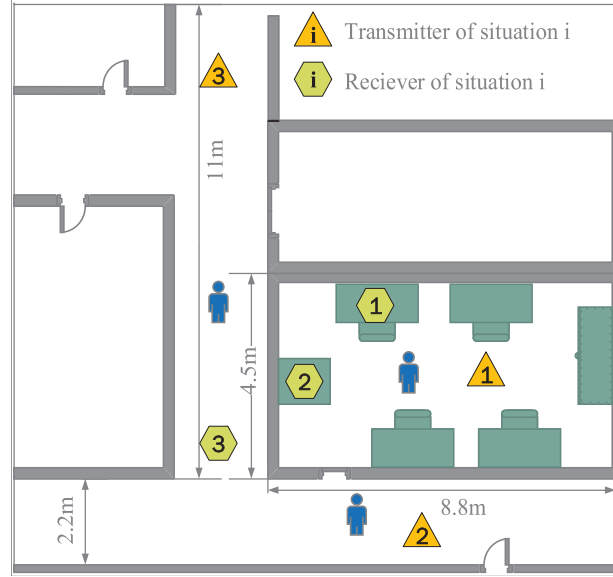 i Transmitter of situation i
i Reciever of situation i
3
11m
1
4.5m
2
1
3
8.8m
2.2m
2